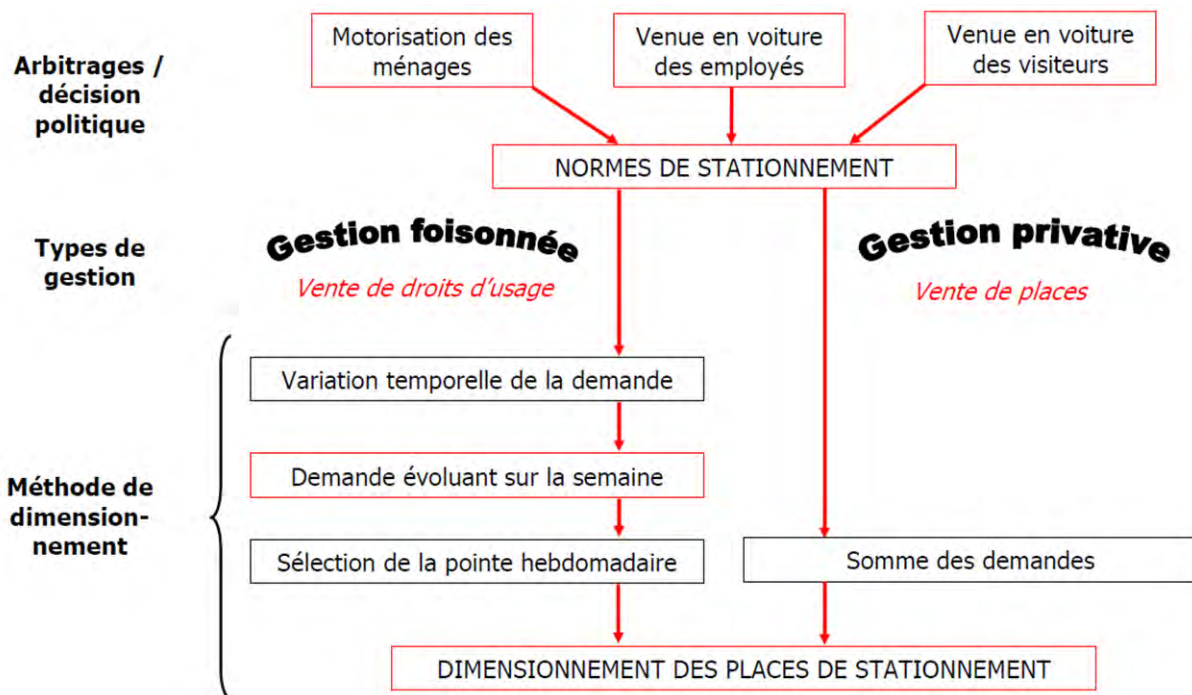 Arbitrages /
décision
politique
Motorisation des
ménages
Venue en voiture
des employés
Venue en voiture
des visiteurs
NORMES DE STATIONNEMENT
Types de
gestion
Gestion foisonnée
Vente de droits d'usage
Gestion privative
Vente de places
Méthode de
dimension-
nement
Variation temporelle de la demande
Demande évoluant sur la semaine
Sélection de la pointe hebdomadaire
Somme des demandes
DIMENSIONNEMENT DES PLACES DE STATIONNEMENT